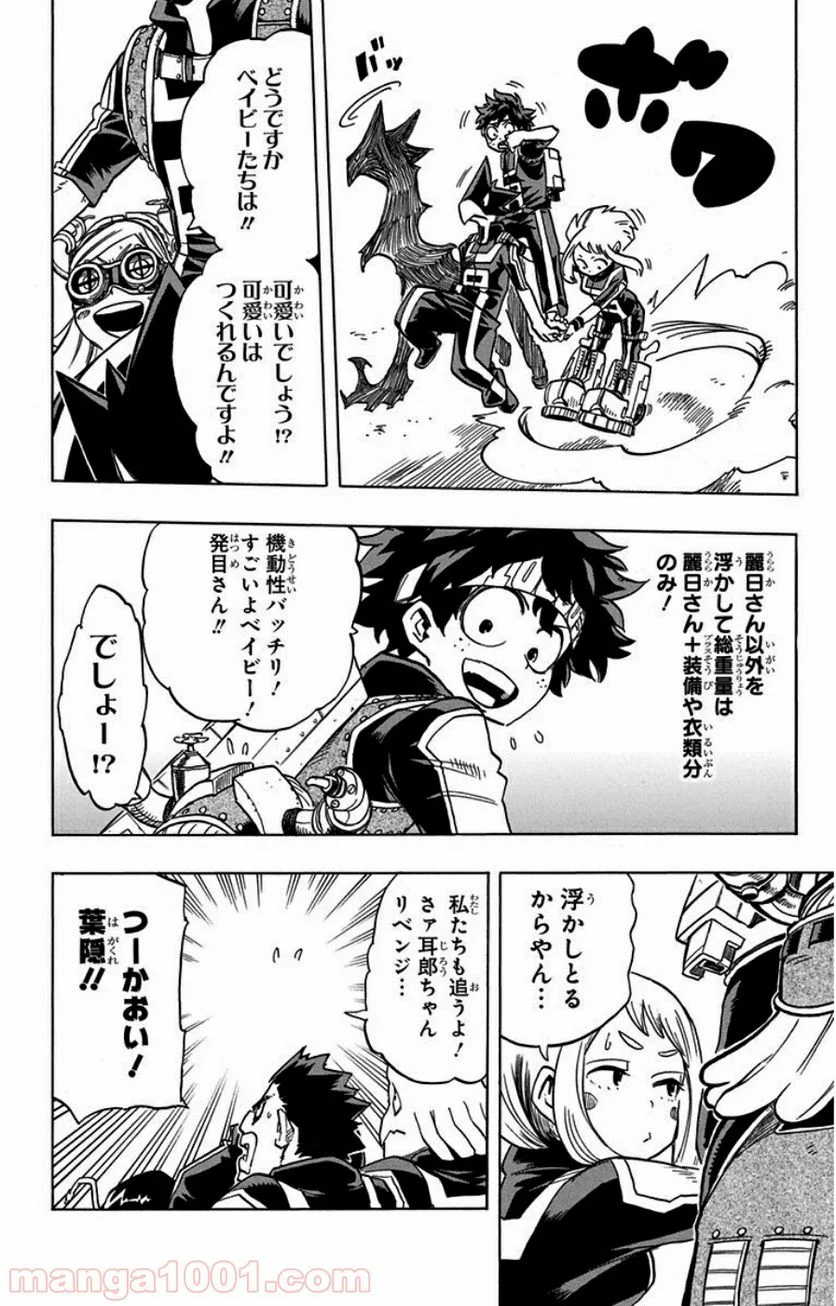 ボフ
ドッ
バッ
どうですか
ベイビーたちは!!
可愛いでしょう!?
可愛いは
つくれるんですよ!!
麗日さん以外を
浮かして総重量は
麗日さん+装備や衣類分
のみ!
機動性バッチリ!
すごいよベイビー!
発目さん!!
でしょー!?
浮かしとる
からやん…
私たちも追うよ!
さァ耳郎ちゃん
リベンジ…
つーかおい!
葉隠!!
manga1001.com